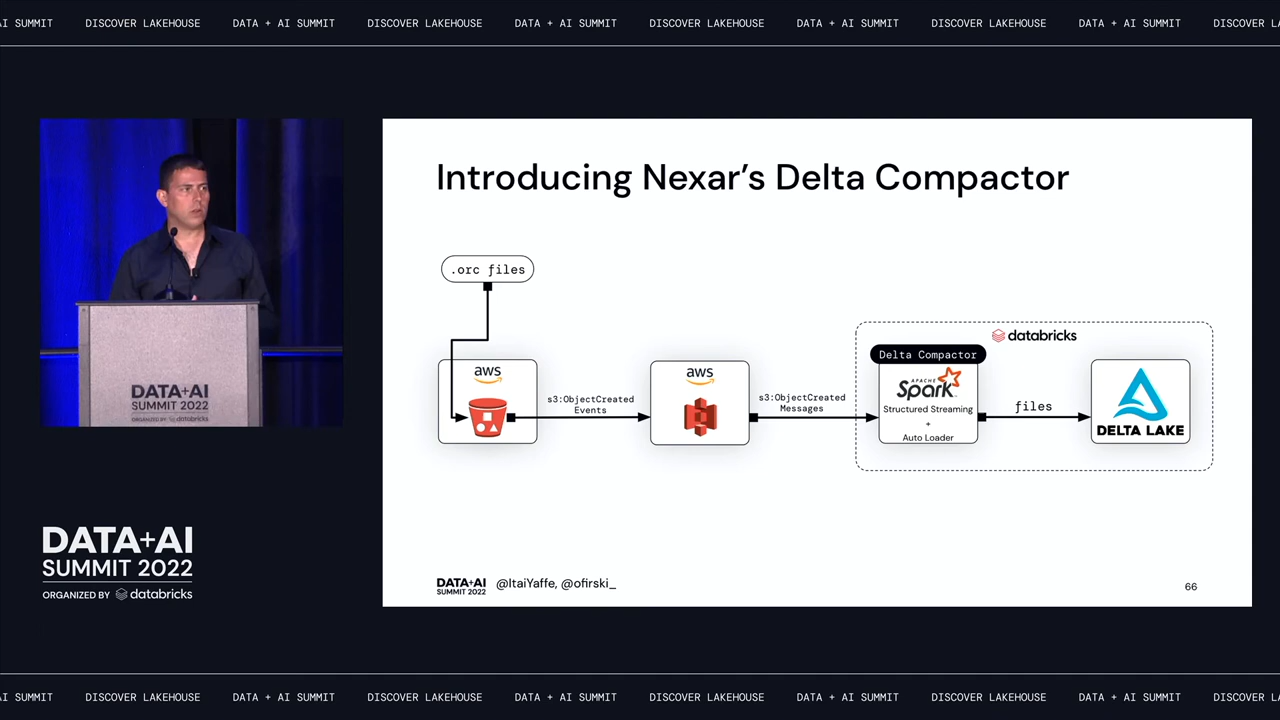 AI SUMMIT DISCOVER LAKEHOUSE DATA + AI SUMMIT DISCOVER LAKEHOUSE DATA + AI SUMMIT DISCOVER LAKEHOUSE DATA + AI SUMMIT DISCOVER LAKEHOUSE DATA + AI SUMMIT DISCOVER
DATA+AI
SUMMIT 2022
ORGANIZED BY databricks
DATA+AI
SUMMIT 2022
ORGANIZED BY databricks
Introducing Nexar’s Delta Compactor
.orc files
aws
s3:ObjectCreated
Events
aws
s3:ObjectCreated
Messages
databricks
Delta Compactor
APACHE
Spark
Structured Streaming
+
Auto Loader
files
DELTA LAKE
DATA+AI
SUMMIT 2022
@ItaiYaffe, @ofirski_
66
AI SUMMIT DISCOVER LAKEHOUSE DATA + AI SUMMIT DISCOVER LAKEHOUSE DATA + AI SUMMIT DISCOVER LAKEHOUSE DATA + AI SUMMIT DISCOVER LAKEHOUSE DATA + AI SUMMIT DISCOVER